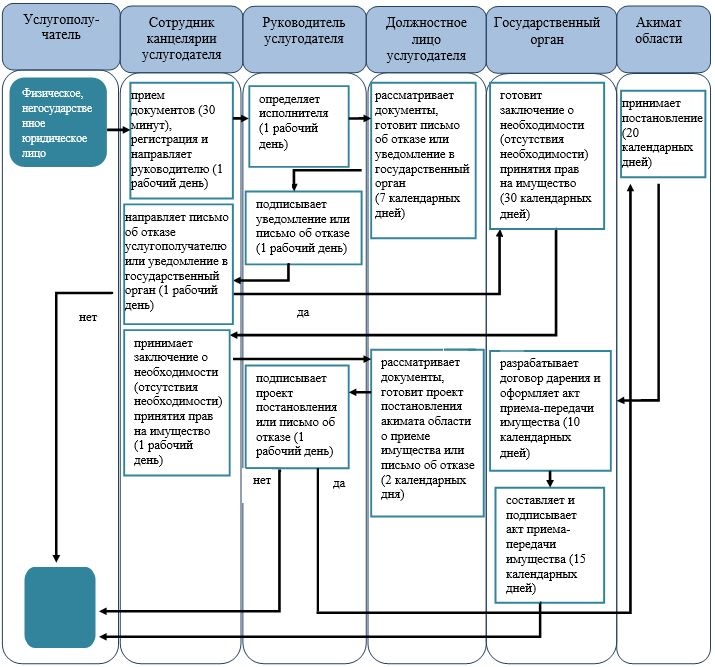 Услугополу-
чатель
Сотрудник
канцелярии
услугодателя
Руководитель
услугодателя
Должностное
лицо
услугодателя
Государственный
орган
Акимат
области
Физическое,
негосударстве
нное
юридическое
лицо
прием
документов (30
минут),
регистрация и
направляет
руководителю (1
рабочий день)
определяет
исполнителя
(1 рабочий
день)
рассматривает
документы,
готовит письмо
об отказе или
уведомление в
государственный
орган
(7 календарных
дней)
готовит
заключение о
необходимости
(отсутствия
необходимости)
принятия прав
на имущество
(30 календарных
дней)
принимает
постановление
(20
календарных
дней)
подписывает
уведомление или
письмо об отказе
(1 рабочий день)
направляет письмо
об отказе
услугополучателю
или уведомление в
государственный
орган (1 рабочий
день)
нет
да
принимает
заключение о
необходимости
(отсутствия
необходимости)
принятия прав
на имущество
(1 рабочий
день)
подписывает
проект
постановления
или письмо об
отказе (1
рабочий день)
рассматривает
документы,
готовит проект
постановления
акимата области
о приеме
имущества или
письмо об отказе
(2 календарных
дня)
разрабатывает
договор дарения и
оформляет акт
приема-передачи
имущества (10
календарных
дней)
нет
да
составляет и
подписывает
акт приема-
передачи
имущества (15
календарных
дней)